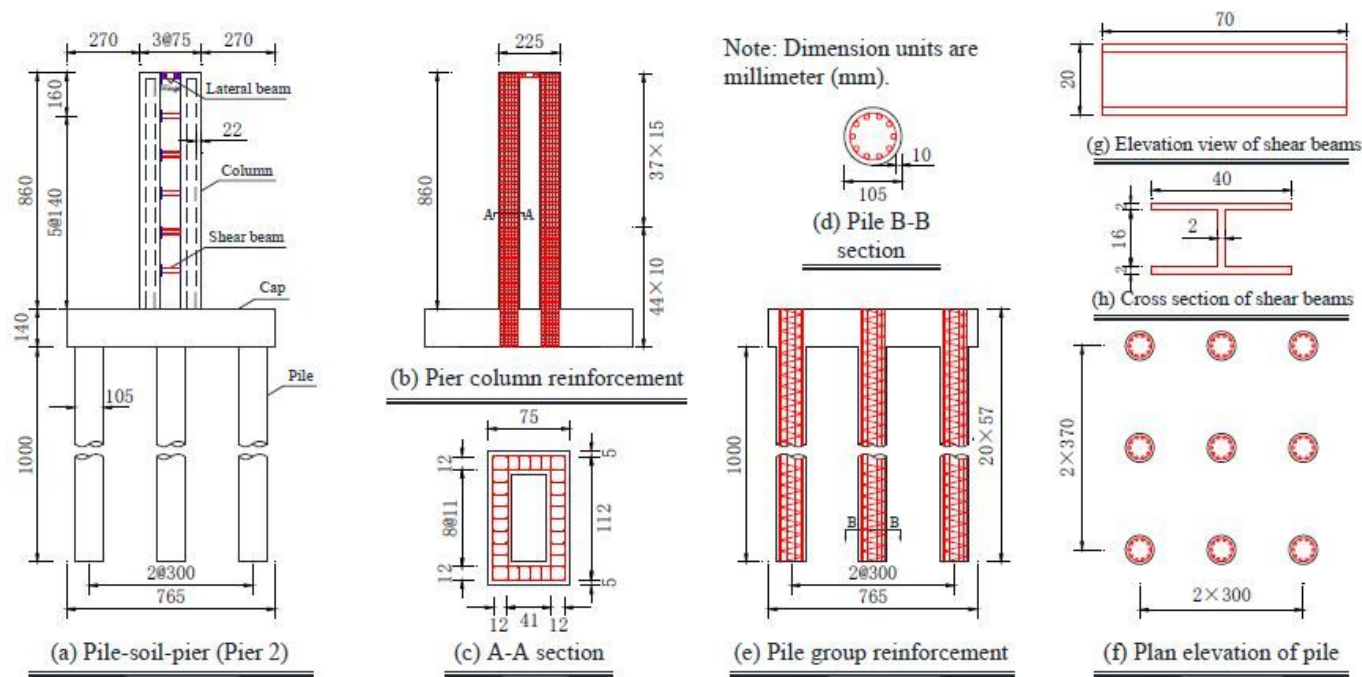 270
3@75
270
160
Lateral beam
22
Column
860
5@140
Shear beam
Cap
140
Pile
105
1000
2@300
765
(a) Pile-soil-pier (Pier 2)
225
860
37×15
A
A
44×10
(b) Pier column reinforcement
75
12
5
8@11
112
12
5
12
41
12
(c) A-A section
Note: Dimension units are
millimeter (mm).
10
105
(d) Pile B-B
section
1000
20×57
B
B
2@300
765
(e) Pile group reinforcement
70
20
(g) Elevation view of shear beams
40
2
16
2
2
(h) Cross section of shear beams
2×370
2×300
(f) Plan elevation of pile